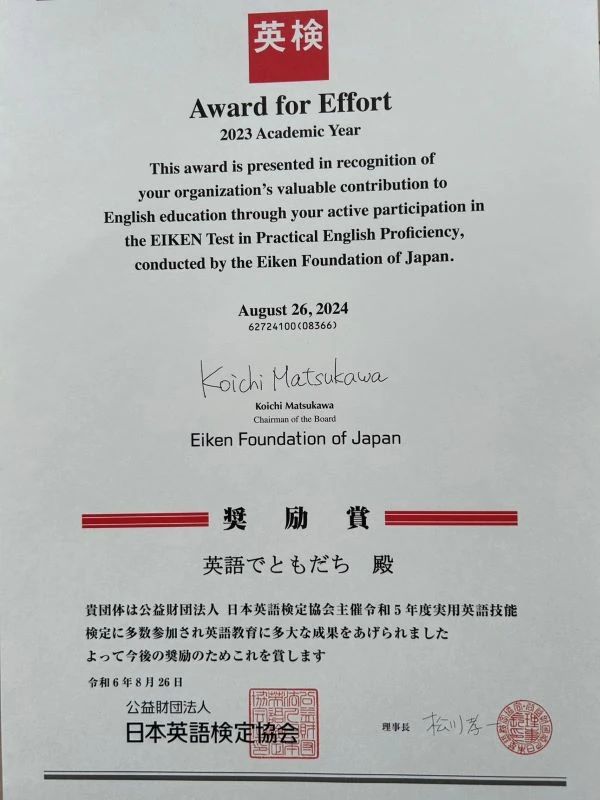 英検
Award for Effort
2023 Academic Year
This award is presented in recognition of
your organization's valuable contribution to
English education through your active participation in
the EIKEN Test in Practical English Proficiency,
conducted by the Eiken Foundation of Japan.
August 26, 2024
62724100(08366)
Koichi Matsukawa
Koichi Matsukawa
Chairman of the Board
Eiken Foundation of Japan
奨励賞
英語でともだち 殿
貴団体は公益財団法人 日本英語検定協会主催令和5年度実用英語技能
検定に多数参加され英語教育に多大な成果をあげられました
よって今後の奨励のためこれを賞します
令和6年8月26日
公益財団法人
日本英語検定協会
理事長 松川孝一